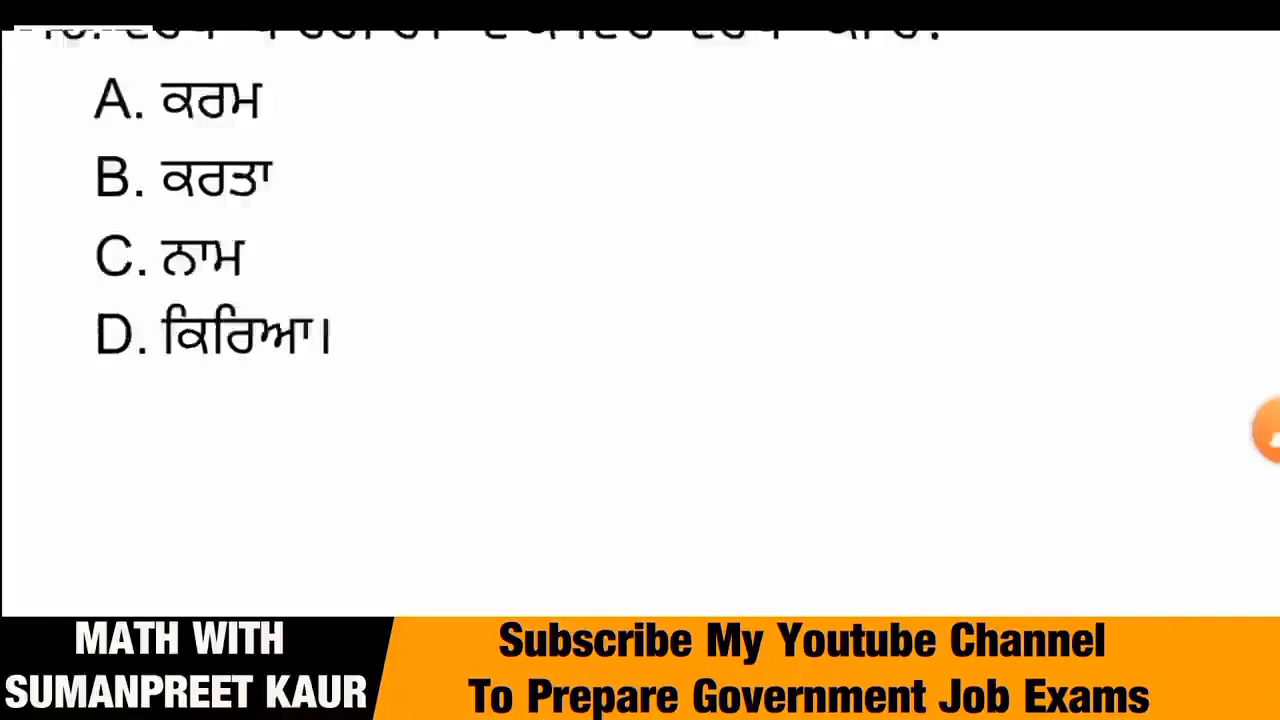 A. ਕਰਮ
B. ਕਰਤਾ
C. ਨਾਮ
D. ਕਿਰਿਆ।
MATH WITH
SUMANPREET KAUR
Subscribe My Youtube Channel
To Prepare Government Job Exams